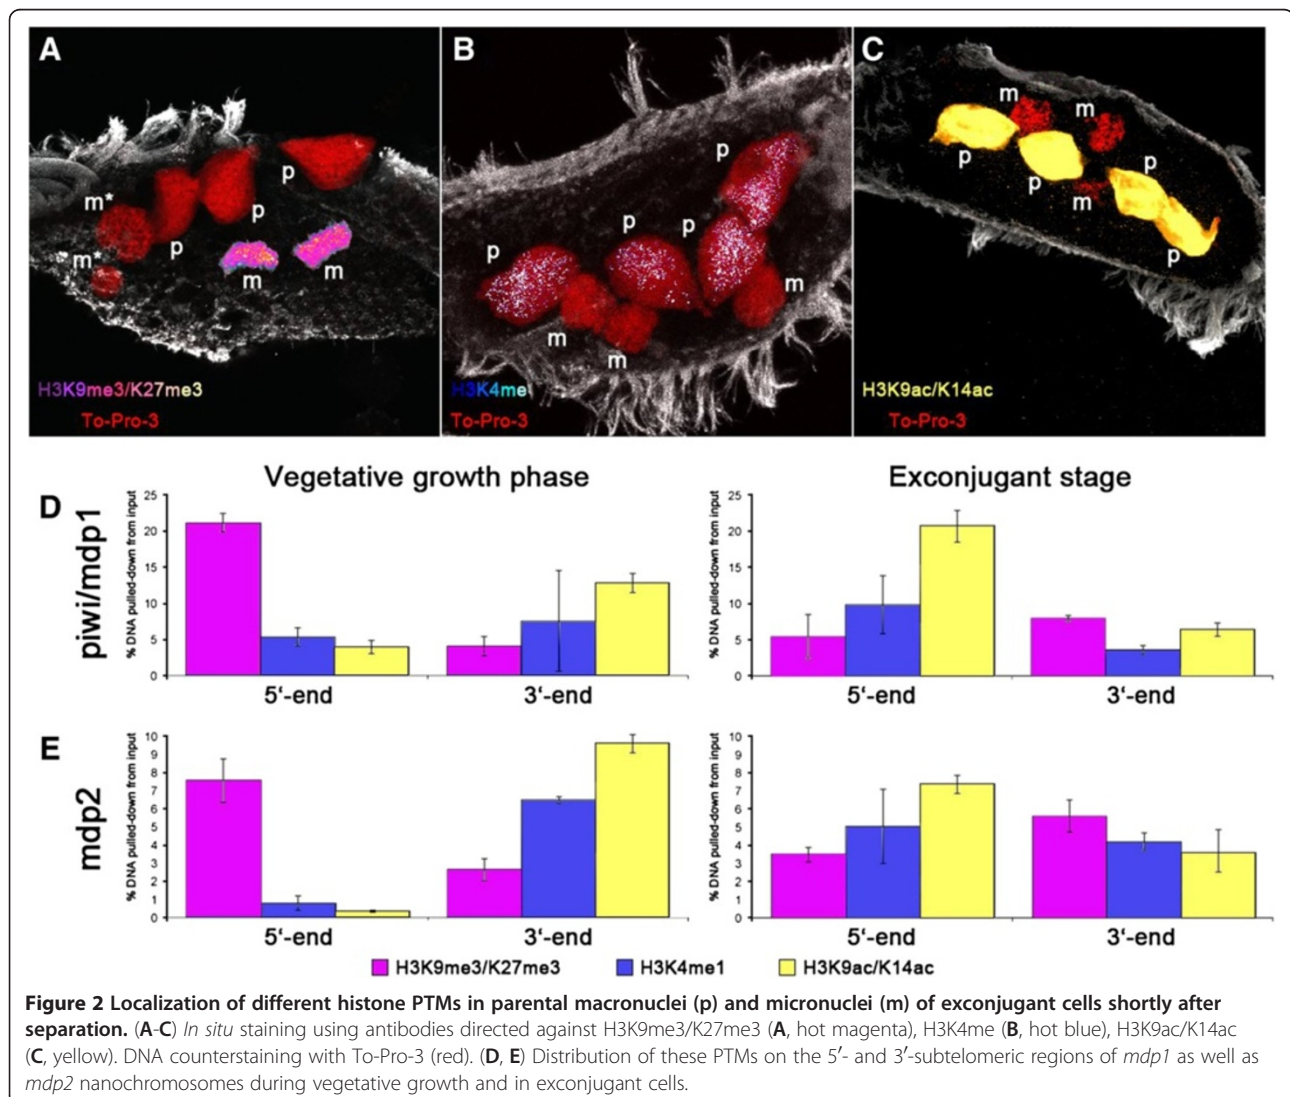 A
B
C
m*
m*
p
p
p
m
m
H3K9me3/K27me3
To-Pro-3
p
p
p
p
m
m
m
H3K4me
To-Pro-3
m
m
p
p
p
m
p
H3K9ac/K14ac
To-Pro-3
Vegetative growth phase
Exconjugant stage
D
piwi/mdp1
% DNA pulled-down from input
25
20
15
10
5
0
5‘-end
3‘-end
% DNA pulled-down from input
25
20
15
10
5
0
5‘-end
3‘-end
E
mdp2
% DNA pulled-down from input
10
9
8
7
6
5
4
3
2
1
0
5‘-end
3‘-end
% DNA pulled-down from input
10
9
8
7
6
5
4
3
2
1
0
5‘-end
3‘-end
H3K9me3/K27me3
H3K4me1
H3K9ac/K14ac
Figure 2 Localization of different histone PTMs in parental macronuclei (p) and micronuclei (m) of exconjugant cells shortly after
separation. (A-C) In situ staining using antibodies directed against H3K9me3/K27me3 (A, hot magenta), H3K4me (B, hot blue), H3K9ac/K14ac
(C, yellow). DNA counterstaining with To-Pro-3 (red). (D, E) Distribution of these PTMs on the 5′- and 3′-subtelomeric regions of mdp1 as well as
mdp2 nanochromosomes during vegetative growth and in exconjugant cells.